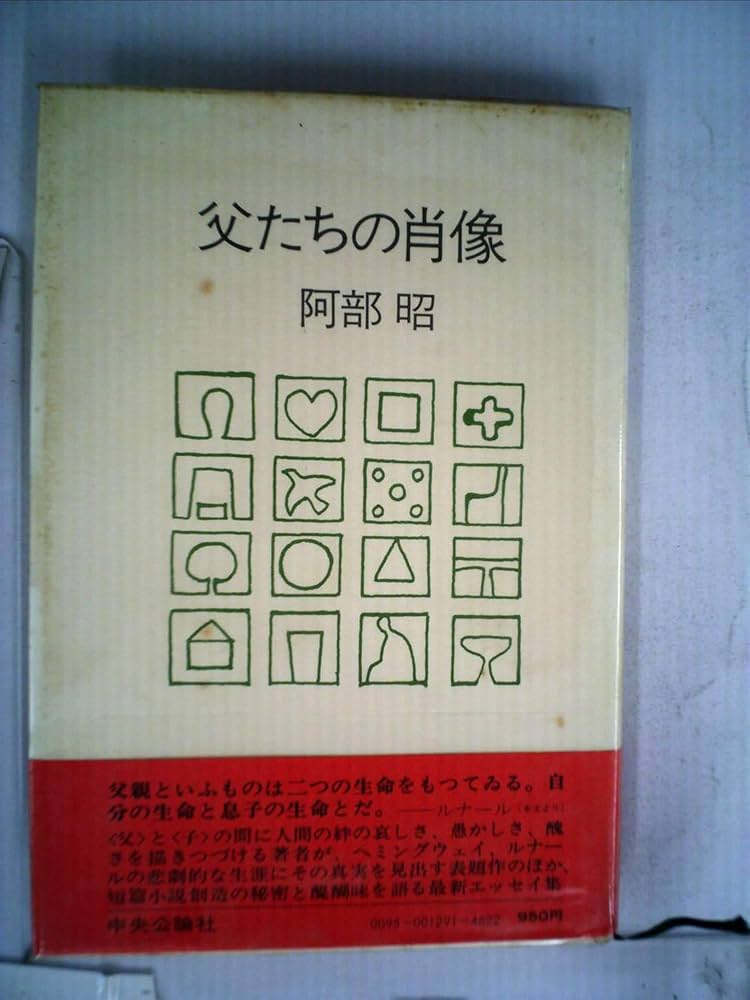 父たちの肖像
阿部 昭
父親といふものは二つの生命をもつてゐる。自
分の生命と息子の生命とだ。——ルナール（本文より）
〈父〉と〈子〉の間に人間の絆の哀しさ、愚かしさ、醜
さを描きつづける著者が、ヘミングウェイ、ルナー
ルの悲劇的な生涯にその真実を見出す表題作のほか、
短篇小説創造の秘密と醍醐味を語る最新エッセイ集
中央公論社
0095-001291-4622 950円